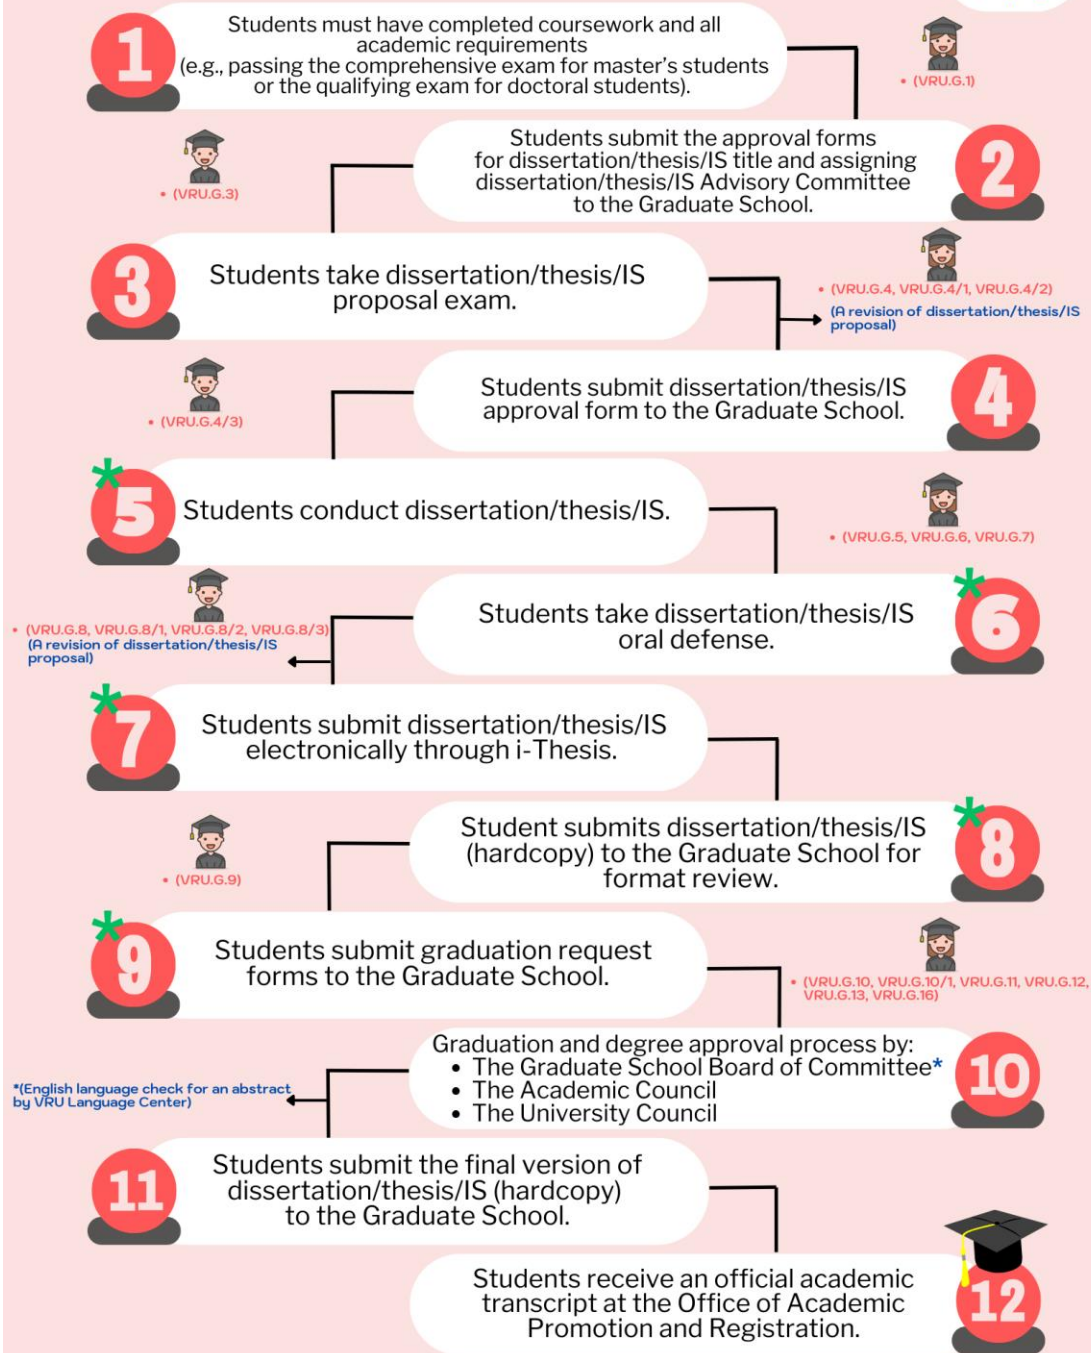 1
Students must have completed coursework and all
academic requirements
(e.g., passing the comprehensive exam for master's students
or the qualifying exam for doctoral students).
• (VRU.G.1)
2
Students submit the approval forms
for dissertation/thesis/IS title and assigning
dissertation/thesis/IS Advisory Committee
to the Graduate School.
• (VRU.G.3)
3
Students take dissertation/thesis/IS
proposal exam.
• (VRU.G.4, VRU.G.4/1, VRU.G.4/2)
(A revision of dissertation/thesis/IS
proposal)
4
Students submit dissertation/thesis/IS
approval form to the Graduate School.
• (VRU.G.4/3)
*
5
Students conduct dissertation/thesis/IS.
• (VRU.G.5, VRU.G.6, VRU.G.7)
*
6
Students take dissertation/thesis/IS
oral defense.
• (VRU.G.8, VRU.G.8/1, VRU.G.8/2, VRU.G.8/3)
(A revision of dissertation/thesis/IS
proposal)
*
7
Students submit dissertation/thesis/IS
electronically through i-Thesis.
*
8
Student submits dissertation/thesis/IS
(hardcopy) to the Graduate School for
format review.
• (VRU.G.9)
*
9
Students submit graduation request
forms to the Graduate School.
• (VRU.G.10, VRU.G.10/1, VRU.G.11, VRU.G.12,
VRU.G.13, VRU.G.16)
10
Graduation and degree approval process by:
• The Graduate School Board of Committee*
• The Academic Council
• The University Council
*(English language check for an abstract
by VRU Language Center)
11
Students submit the final version of
dissertation/thesis/IS (hardcopy)
to the Graduate School.
12
Students receive an official academic
transcript at the Office of Academic
Promotion and Registration.